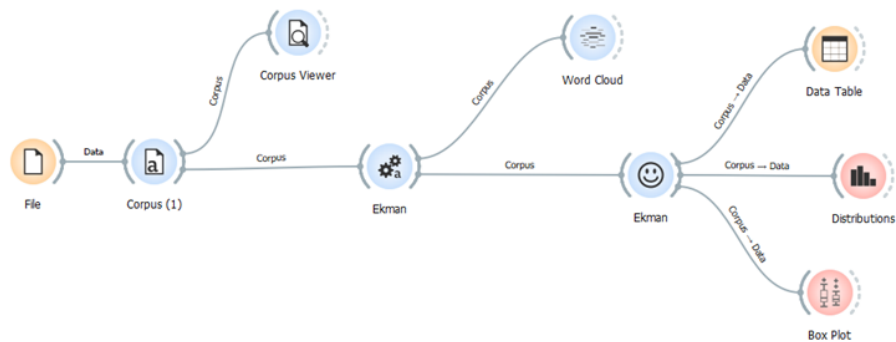 Corpus Viewer
Word Cloud
Data Table
Corpus
Corpus
Corpus → Data
Data
Corpus
Corpus
Corpus → Data
a
a
File
Corpus (1)
Ekman
Ekman
Distributions
Corpus → Data
Box Plot